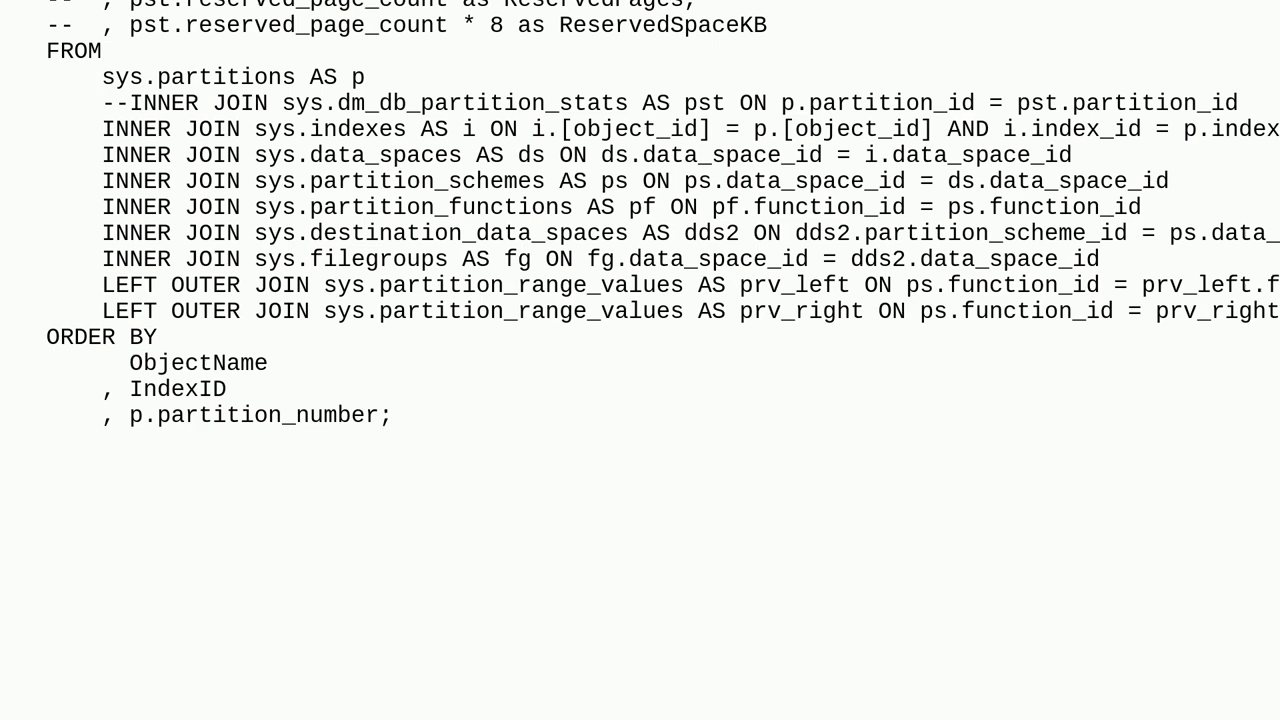 --  , pst.reserved_page_count as ReservedPages,
--  , pst.reserved_page_count * 8 as ReservedSpaceKB
FROM
    sys.partitions AS p
    --INNER JOIN sys.dm_db_partition_stats AS pst ON p.partition_id = pst.partition_id
    INNER JOIN sys.indexes AS i ON i.[object_id] = p.[object_id] AND i.index_id = p.index
    INNER JOIN sys.data_spaces AS ds ON ds.data_space_id = i.data_space_id
    INNER JOIN sys.partition_schemes AS ps ON ps.data_space_id = ds.data_space_id
    INNER JOIN sys.partition_functions AS pf ON pf.function_id = ps.function_id
    INNER JOIN sys.destination_data_spaces AS dds2 ON dds2.partition_scheme_id = ps.data_
    INNER JOIN sys.filegroups AS fg ON fg.data_space_id = dds2.data_space_id
    LEFT OUTER JOIN sys.partition_range_values AS prv_left ON ps.function_id = prv_left.f
    LEFT OUTER JOIN sys.partition_range_values AS prv_right ON ps.function_id = prv_right
ORDER BY
      ObjectName
    , IndexID
    , p.partition_number;